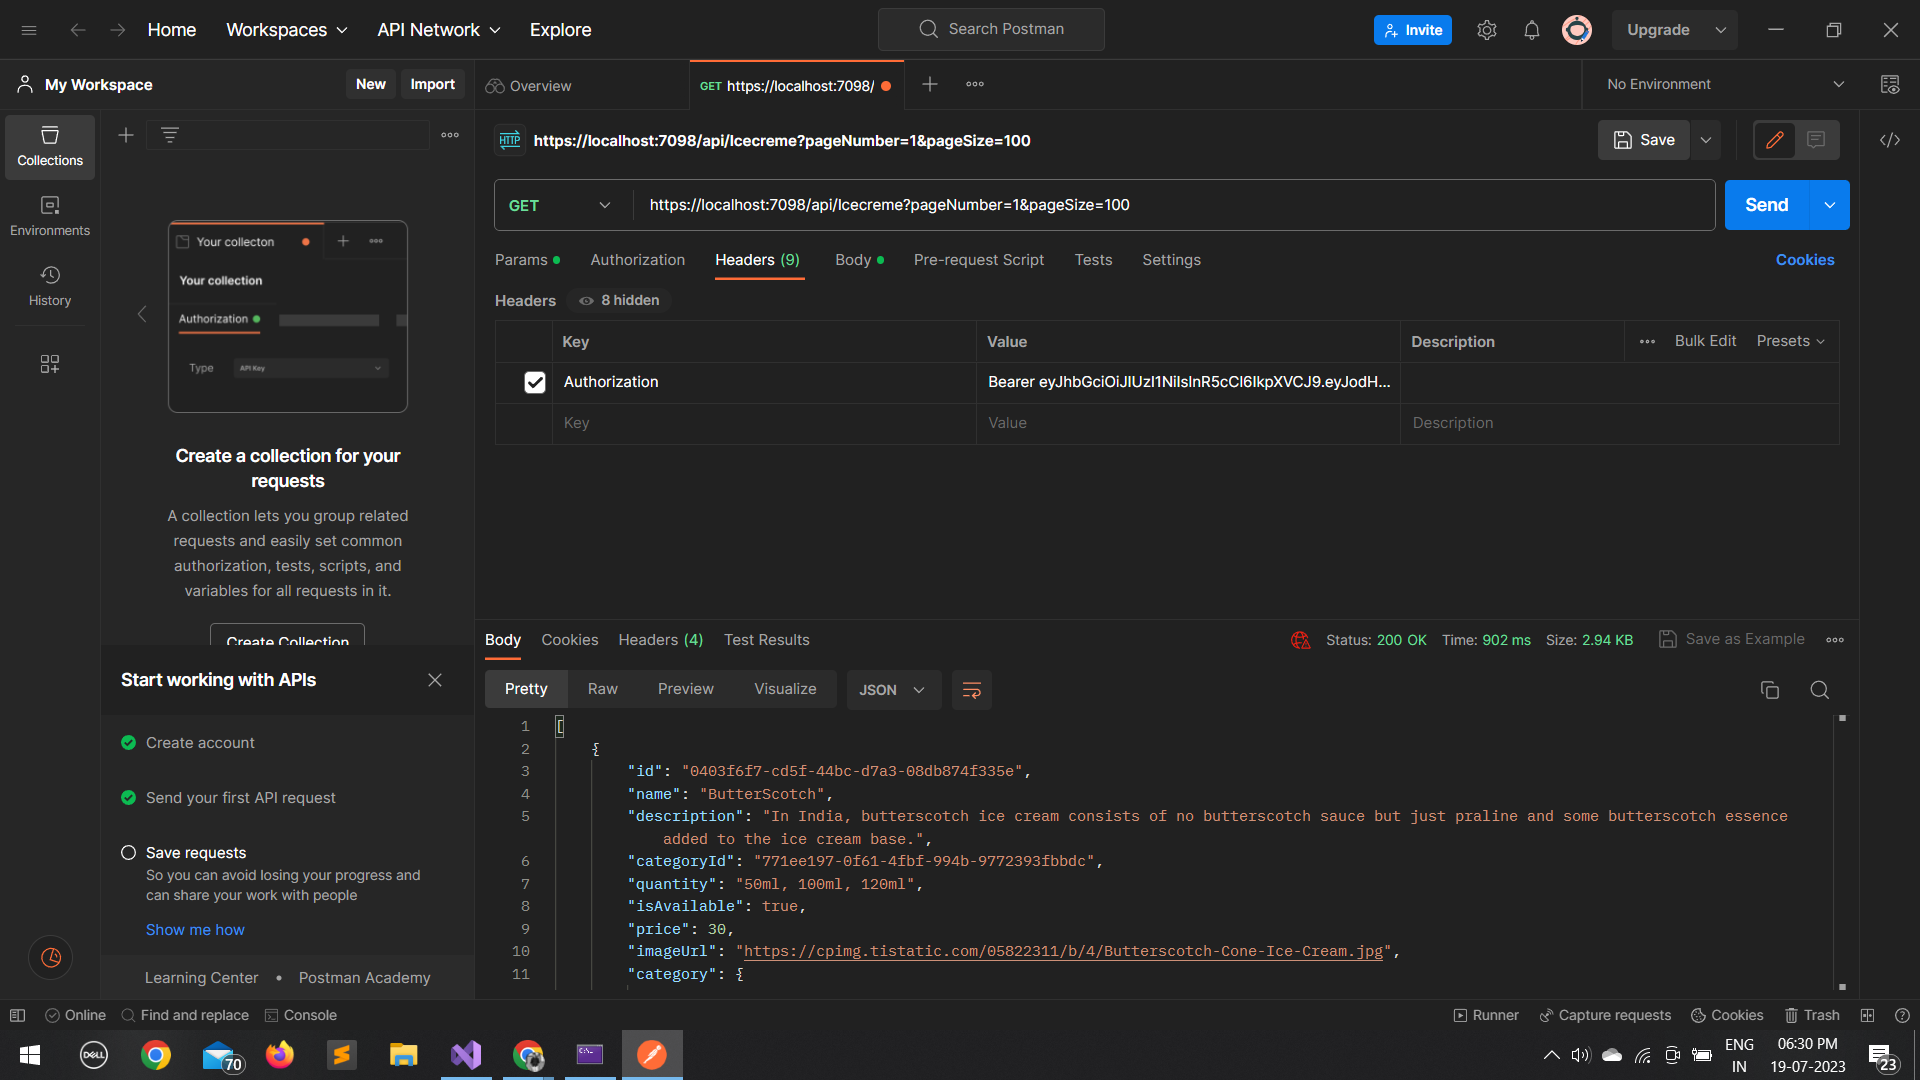 Home
Workspaces
API Network
Explore
Search Postman
Invite
Upgrade
My Workspace
New
Import
Overview
GET https://localhost:7098/
No Environment
Collections
Environments
History
Your collecton
Your collection
Authorization
Type
API Key
Create a collection for your
requests
A collection lets you group related
requests and easily set common
authorization, tests, scripts, and
variables for all requests in it.
Create Collection
Start working with APIs
Create account
Send your first API request
Save requests
So you can avoid losing your progress and
can share your work with people
Show me how
Learning Center • Postman Academy
HTTP https://localhost:7098/api/Icecreme?pageNumber=1&pageSize=100
Save
GET
https://localhost:7098/api/Icecreme?pageNumber=1&pageSize=100
Send
Params
Authorization
Headers (9)
Body
Pre-request Script
Tests
Settings
Cookies
Headers
8 hidden
Key
Value
Description
Bulk Edit
Presets
Authorization
Bearer eyJhbGciOiJIUzI1NiIsInR5cCI6IkpXVCJ9.eyJodH...
Key
Value
Description
Body
Cookies
Headers (4)
Test Results
Status: 200 OK
Time: 902 ms
Size: 2.94 KB
Save as Example
Pretty
Raw
Preview
Visualize
JSON
1 [
2 {
3 "id": "0403f6f7-cd5f-44bc-d7a3-08db874f335e",
4 "name": "ButterScotch",
5 "description": "In India, butterscotch ice cream consists of no butterscotch sauce but just praline and some butterscotch essence
added to the ice cream base.",
6 "categoryId": "771ee197-0f61-4fbf-994b-9772393fbbdc",
7 "quantity": "50ml, 100ml, 120ml",
8 "isAvailable": true,
9 "price": 30,
10 "imageUrl": "https://cpimg.tistatic.com/05822311/b/4/Butterscotch-Cone-Ice-Cream.jpg",
11 "category": {
Online
Find and replace
Console
Runner
Capture requests
Cookies
Trash
DELL
70
ENG
IN
06:30 PM
19-07-2023
23